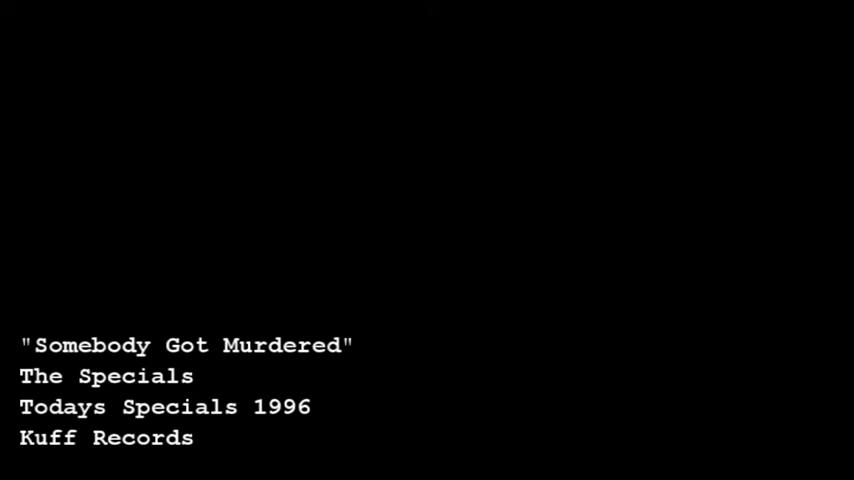 "Somebody Got Murdered"
The Specials
Todays Specials 1996
Kuff Records